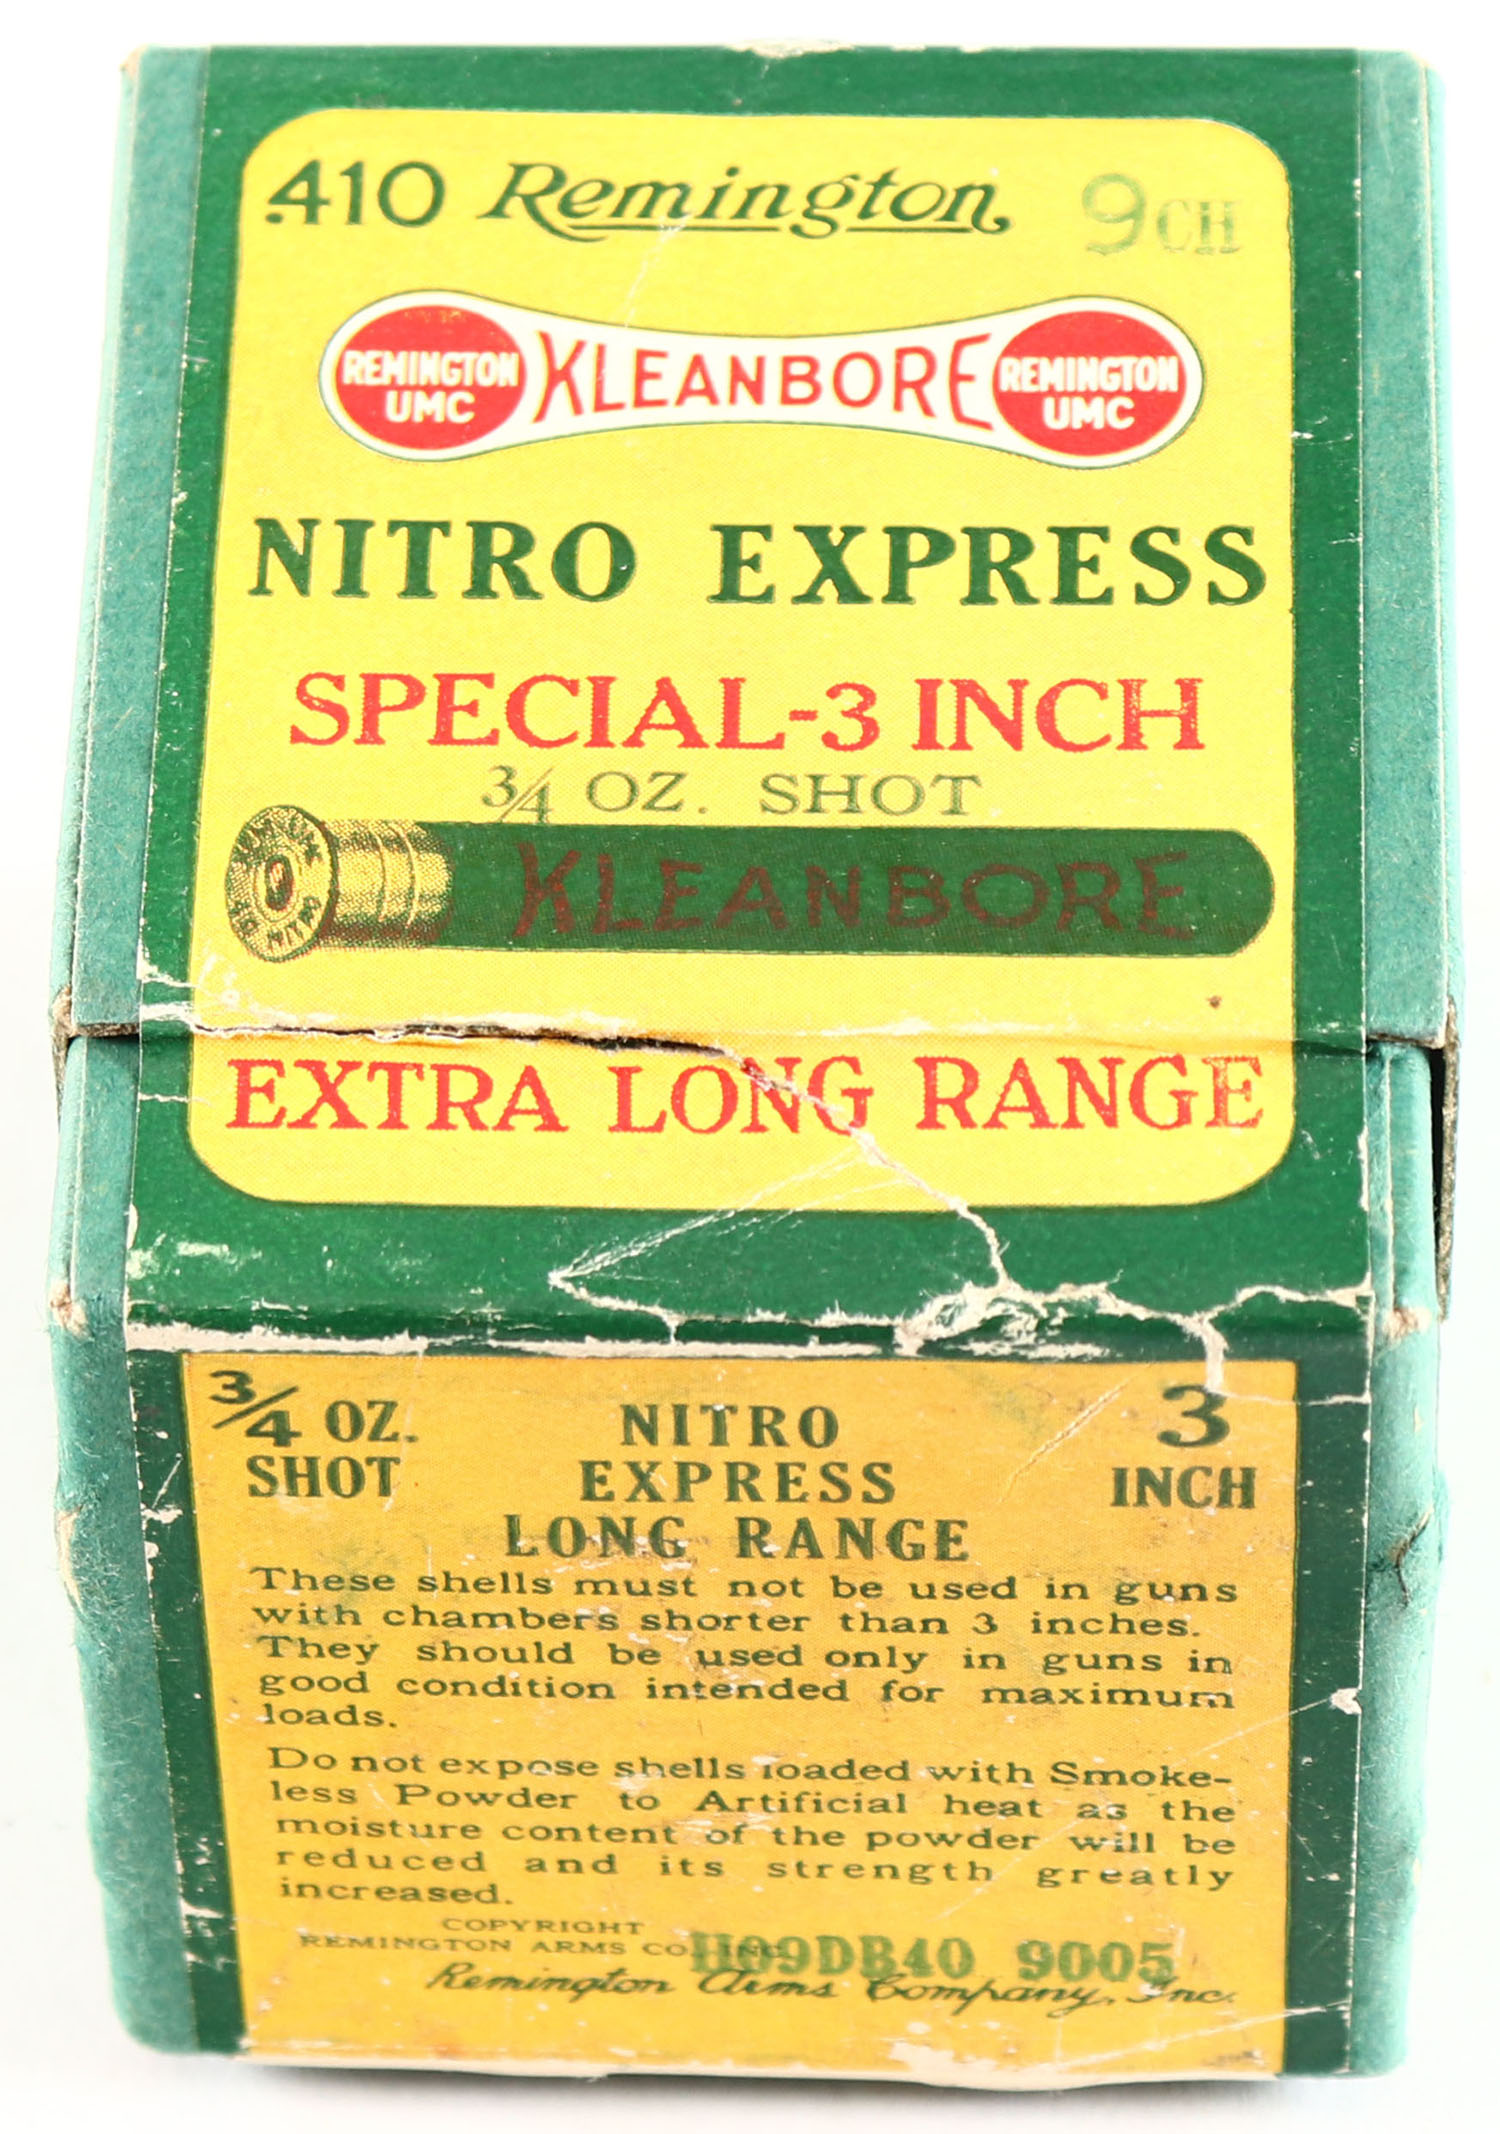 .410 Remington, 9CH
REMINGTON UMC KLEANBORE REMINGTON UMC
NITRO EXPRESS
SPECIAL-3 INCH
3/4 OZ. SHOT
KLEANBORE
EXTRA LONG RANGE
3/4 OZ. SHOT
NITRO EXPRESS LONG RANGE
3 INCH
These shells must not be used in guns
with chambers shorter than 3 inches.
They should be used only in guns in
good condition intended for maximum
loads.
Do not expose shells loaded with Smoke-
less Powder to Artificial heat as the
moisture content of the powder will be
reduced and its strength greatly
increased.
COPYRIGHT
REMINGTON ARMS CO. INC.
H09DB40 9005
Remington Arms Company, Inc.